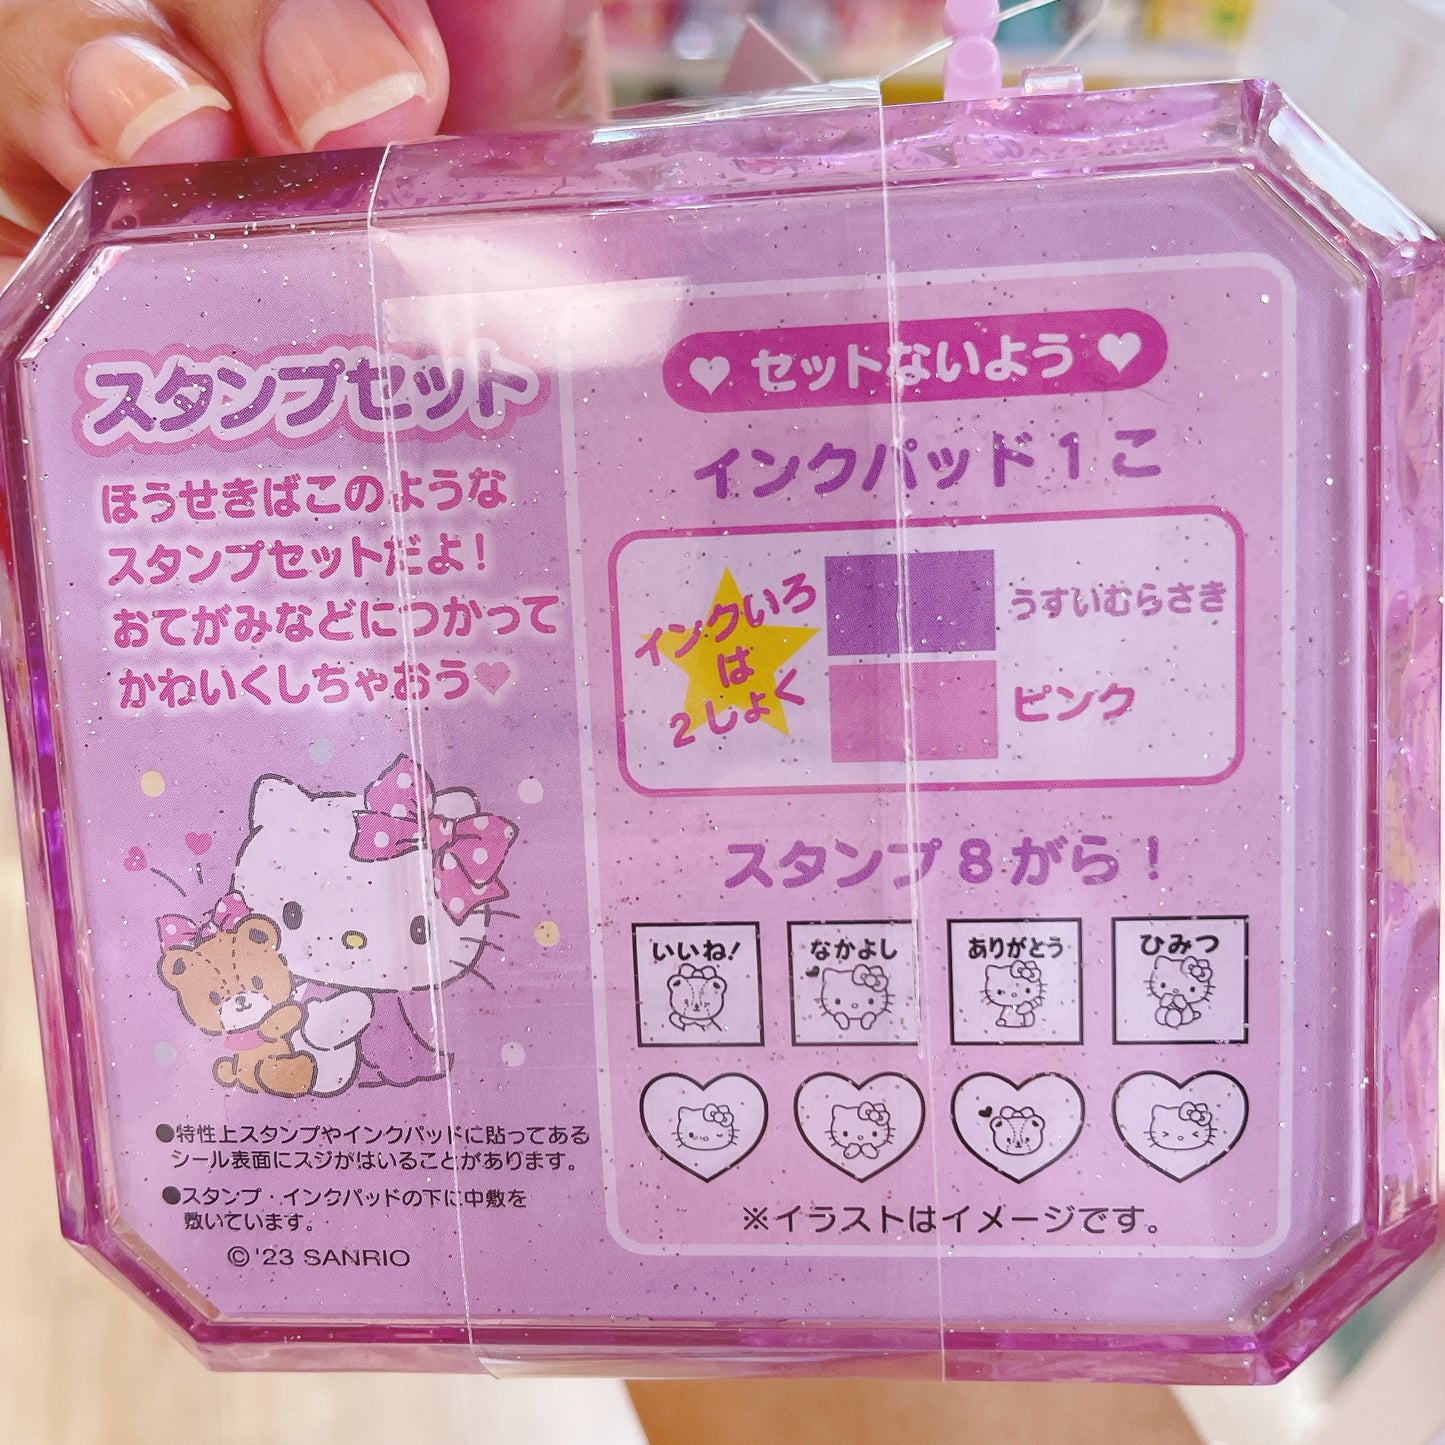 スタンプセット
ほうせきばこのような
スタンプセットだよ!
おてがみなどにつかって
かわいくしちゃおう♥
●特性上スタンプやインクパッドに貼ってある
シール表面にスジがはいることがあります。
●スタンプ・インクパッドの下に中敷を
敷いています。
© '23 SANRIO
♥ セットないよう ♥
インクパッド1こ
インクいろ
は
2しょく
うすいむらさき
ピンク
スタンプ8がら!
いいね!
なかよし
ありがとう
ひみつ
※イラストはイメージです。